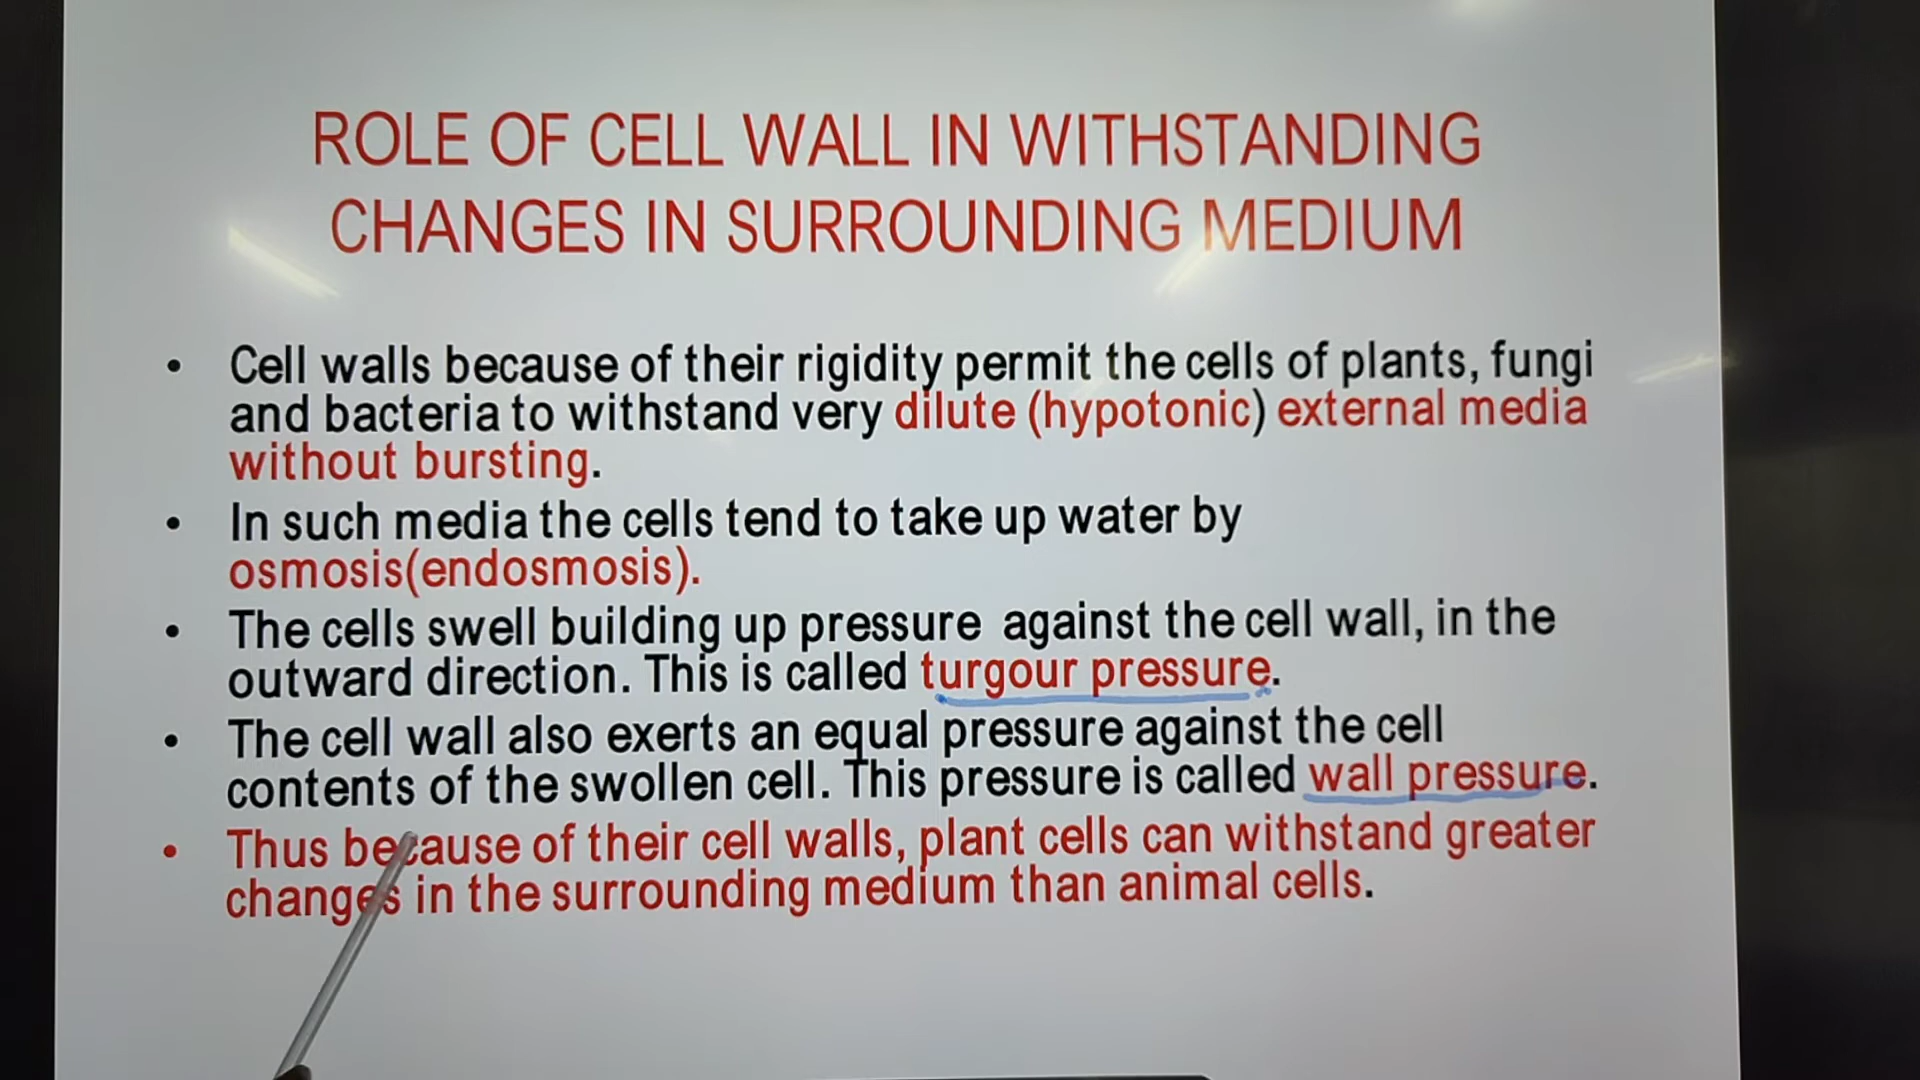 ROLE OF CELL WALL IN WITHSTANDING
CHANGES IN SURROUNDING MEDIUM
• Cell walls because of their rigidity permit the cells of plants, fungi
and bacteria to withstand very dilute (hypotonic) external media
without bursting.
• In such media the cells tend to take up water by
osmosis(endosmosis).
• The cells swell building up pressure against the cell wall, in the
outward direction. This is called turgour pressure.
• The cell wall also exerts an equal pressure against the cell
contents of the swollen cell. This pressure is called wall pressure.
• Thus because of their cell walls, plant cells can withstand greater
changes in the surrounding medium than animal cells.